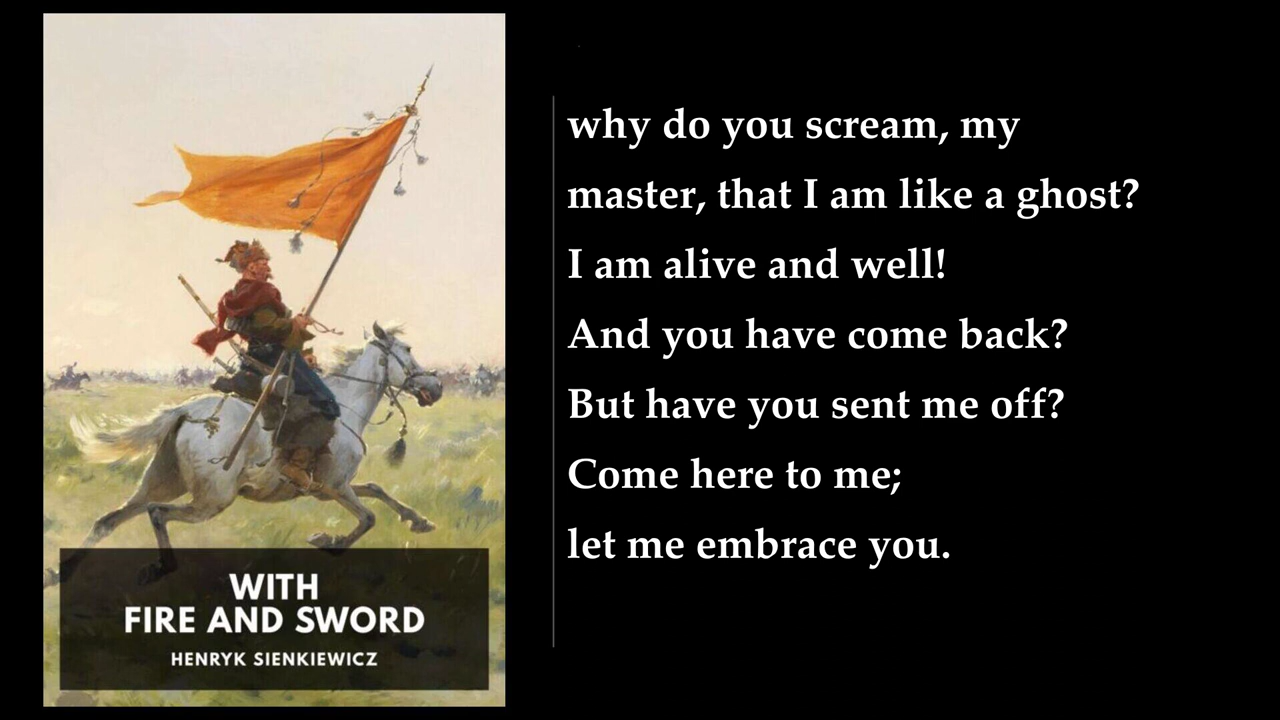 why do you scream, my
master, that I am like a ghost?
I am alive and well!
And you have come back?
But have you sent me off?
Come here to me;
let me embrace you.
WITH
FIRE AND SWORD
HENRYK SIENKIEWICZ